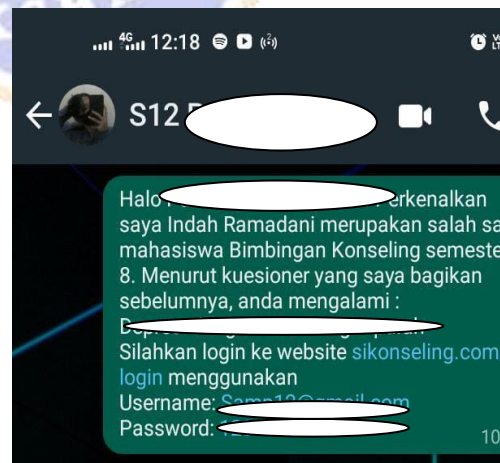 4G 12:18
S12
Halo erkenalkan
saya Indah Ramadani merupakan salah sa
mahasiswa Bimbingan Konseling semeste
8. Menurut kuesioner yang saya bagikan
sebelumnya, anda mengalami :
Silahkan login ke website sikonseling.com
login menggunakan
Username:
Password:
10